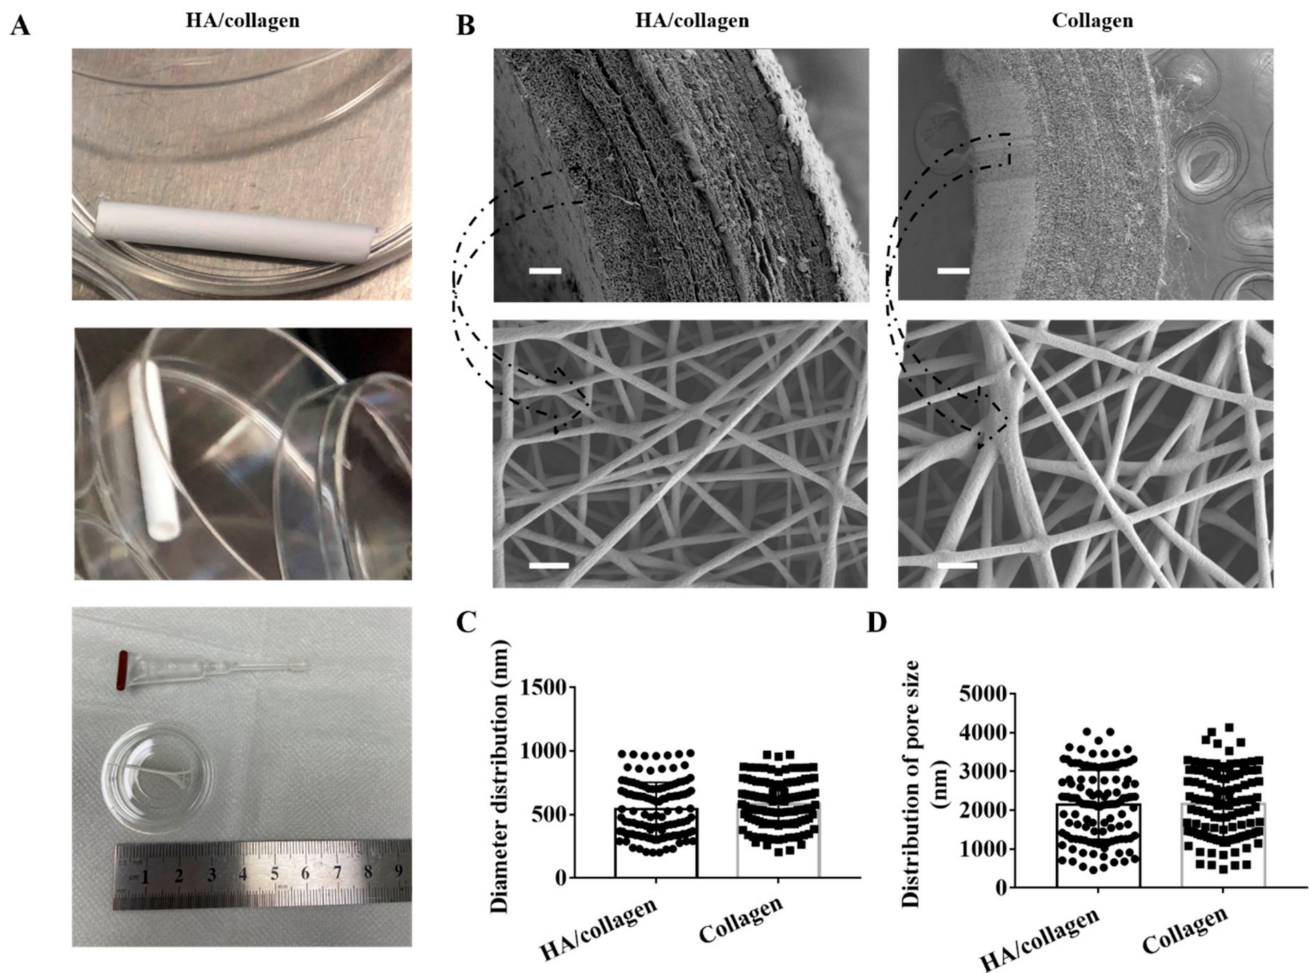 A
HA/collagen
B
HA/collagen
Collagen
1 2 3 4 5 6 7 8 9
C
Diameter distribution (nm)
1500
1000
500
0
HA/collagen
Collagen
D
Distribution of pore size
(nm)
5000
4000
3000
2000
1000
0
HA/collagen
Collagen